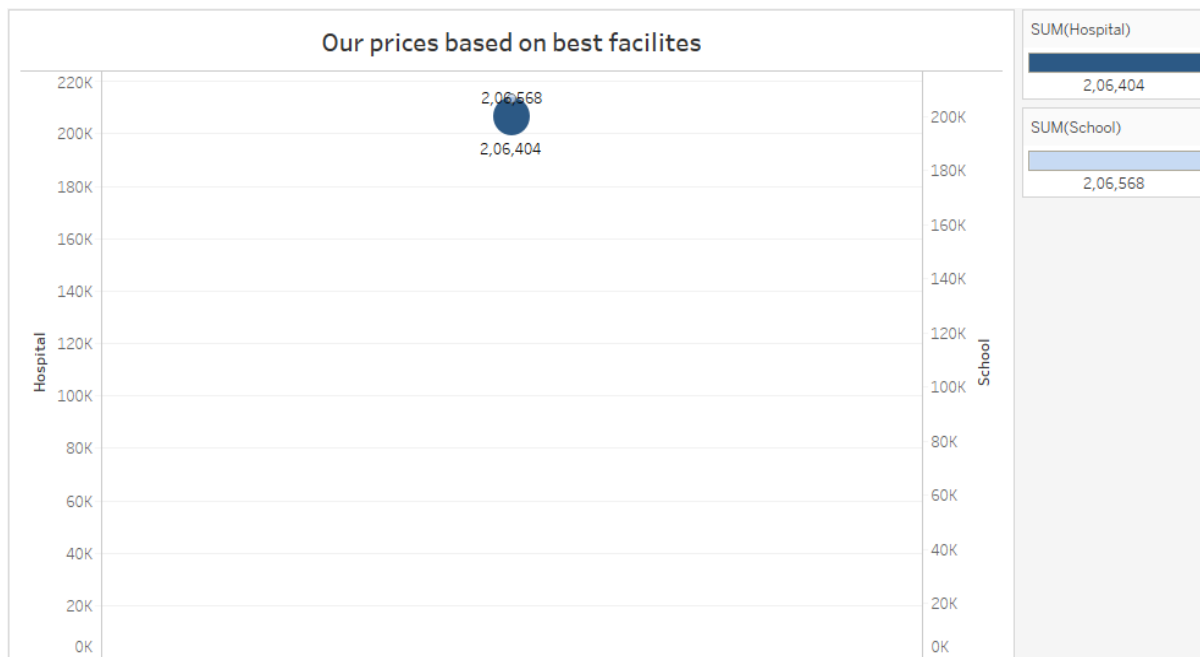 Our prices based on best facilites
220K
200K
180K
160K
140K
120K
100K
80K
60K
40K
20K
0K
Hospital
2,06,568
2,06,404
200K
180K
160K
140K
120K
100K
80K
60K
40K
20K
0K
School
SUM(Hospital)
2,06,404
SUM(School)
2,06,568